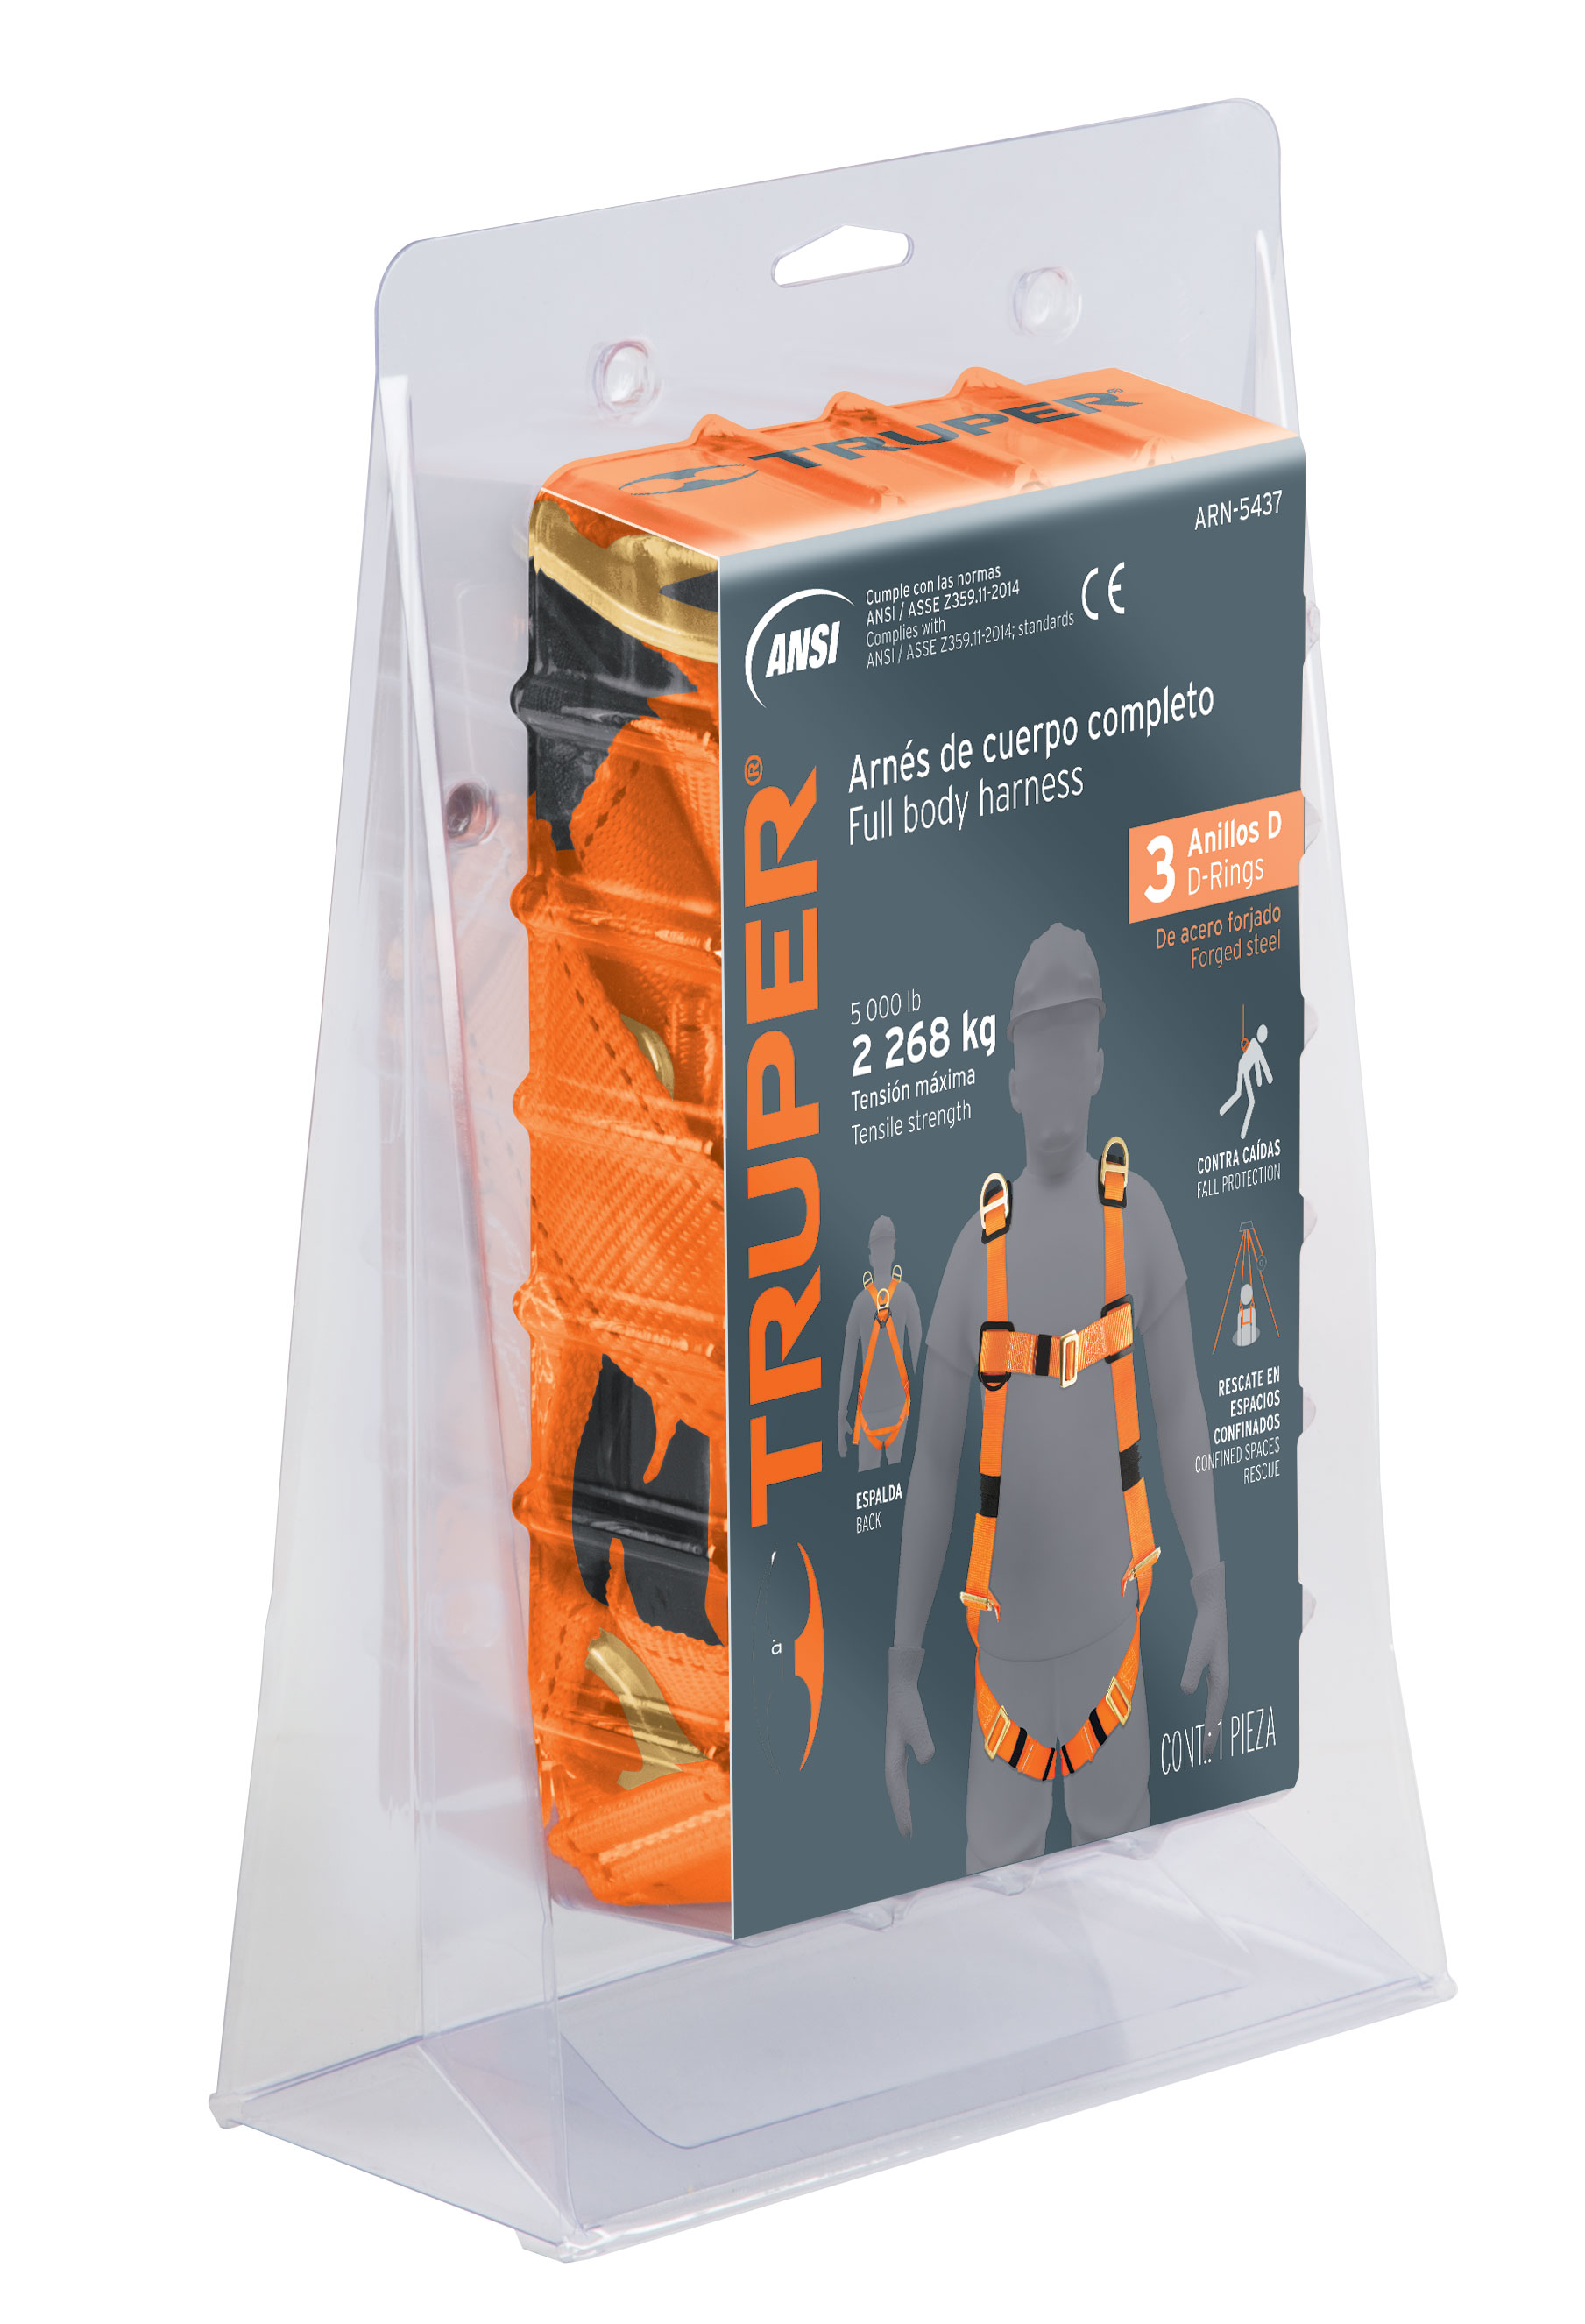 TRUPER®
ARN-5437
ANSI
Cumple con las normas
ANSI / ASSE Z359.11-2014
Complies with
ANSI / ASSE Z359.11-2014; standards
CE
Arnés de cuerpo completo
Full body harness
3 Anillos D
D-Rings
De acero forjado
Forged steel
TRUPER®
5 000 lb
2 268 kg
Tensión máxima
Tensile strength
CONTRA CAÍDAS
FALL PROTECTION
RESCATE EN
ESPACIOS
CONFINADOS
CONFINED SPACES
RESCUE
ESPALDA
BACK
CONT.: 1 PIEZA